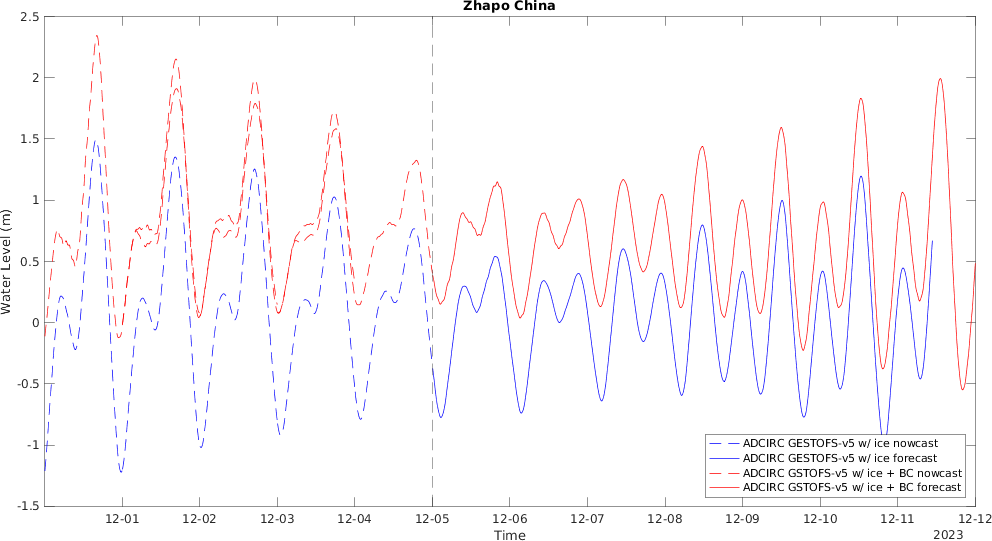 Zhapo China
2.5
2
1.5
1
0.5
0
-0.5
-1
-1.5
Water Level (m)
12-01 12-02 12-03 12-04 12-05 12-06 12-07 12-08 12-09 12-10 12-11 12-12
Time
2023
ADCIRC GESTOFS-v5 w/ ice nowcast
ADCIRC GESTOFS-v5 w/ ice forecast
ADCIRC GSTOFS-v5 w/ ice + BC nowcast
ADCIRC GSTOFS-v5 w/ ice + BC forecast